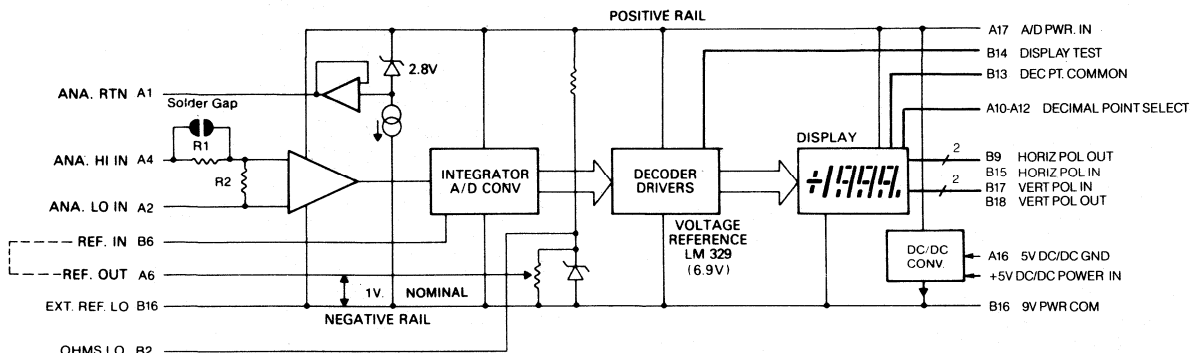 POSITIVE RAIL
A17 A/D PWR. IN
B14 DISPLAY TEST
2.8V
B13 DEC PT. COMMON
ANA. RTN A1
Solder Gap
A10-A12 DECIMAL POINT SELECT
R1
DISPLAY
ANA. HI IN A4
2
B9 HORIZ POL OUT
INTEGRATOR
A/D CONV
DECODER
DRIVERS
+1.9.9.9.
B15 HORIZ POL IN
R2
2
B17 VERT POL IN
ANA. LO IN A2
B18 VERT POL OUT
REF. IN B6
VOLTAGE
REFERENCE
LM 329
(6.9V)
DC/DC
CONV.
A16 5V DC/DC GND
REF. OUT A6
+5V DC/DC POWER IN
1V. NOMINAL
EXT. REF. LO B16
B16 9V PWR COM
NEGATIVE RAIL
OHMS LO B2